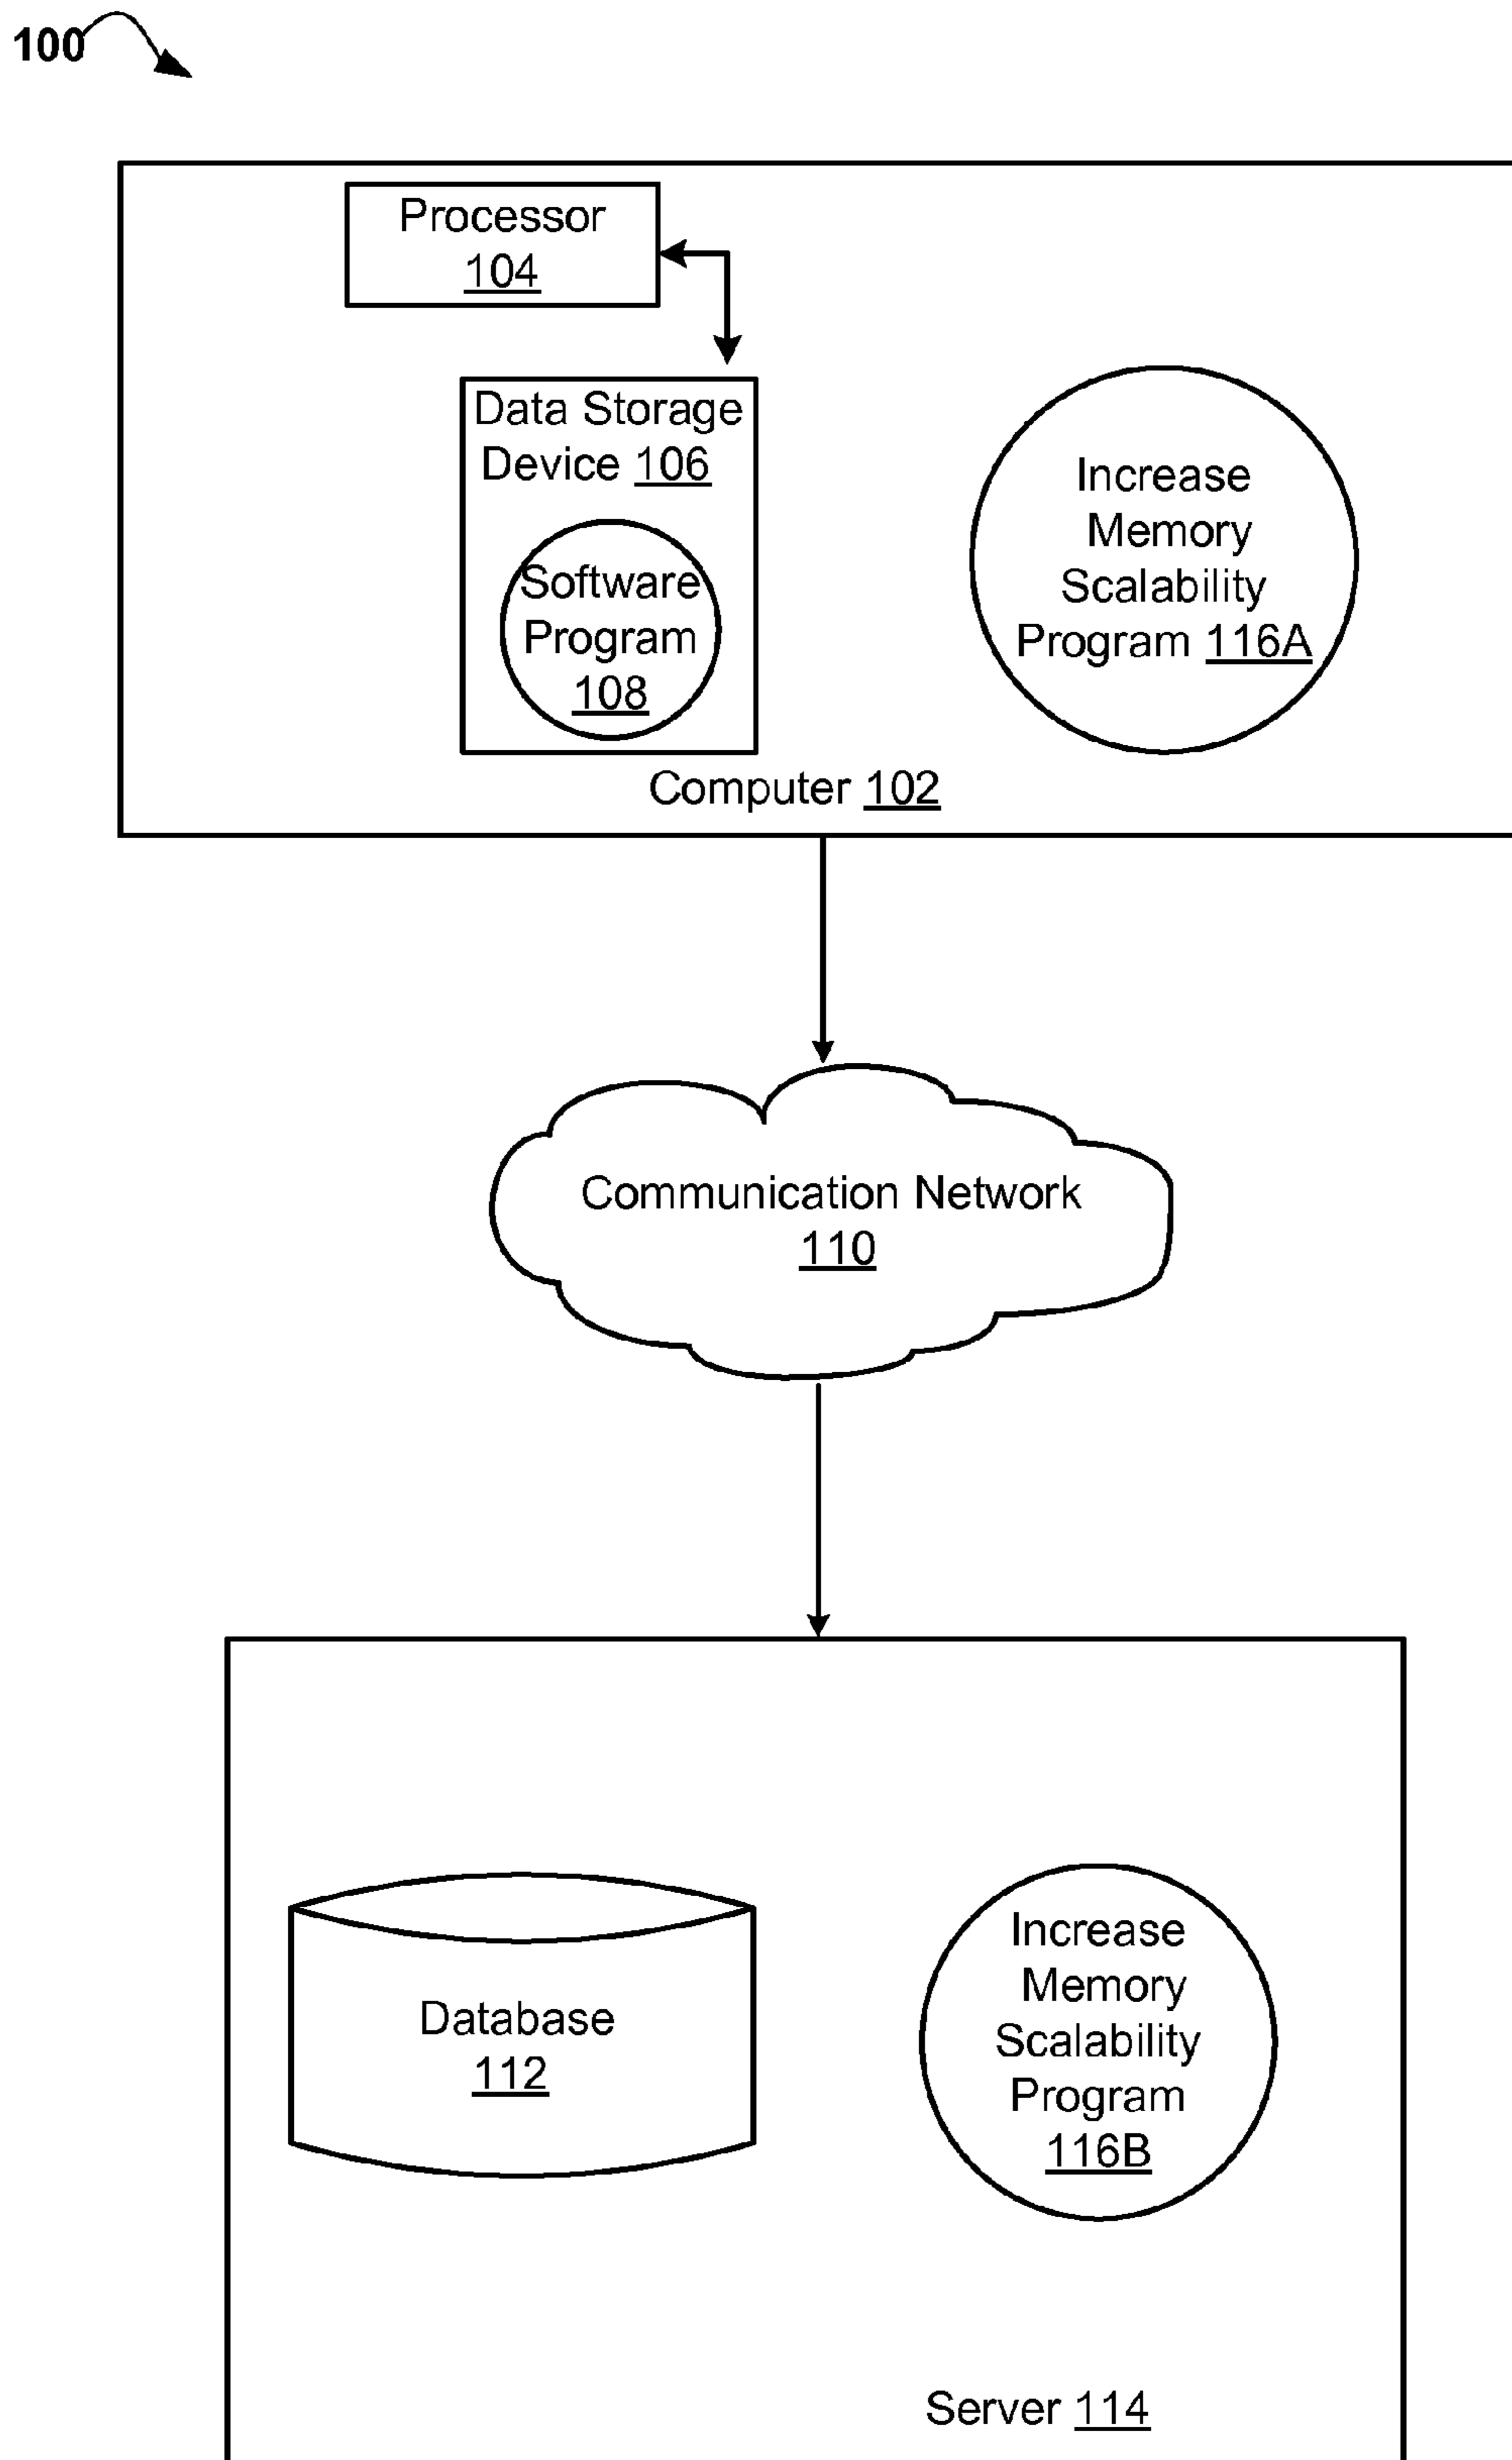 100
Processor
104
Data Storage
Device 106
Software
Program
108
Increase
Memory
Scalability
Program 116A
Computer 102
Communication Network
110
Database
112
Increase
Memory
Scalability
Program
116B
Server 114